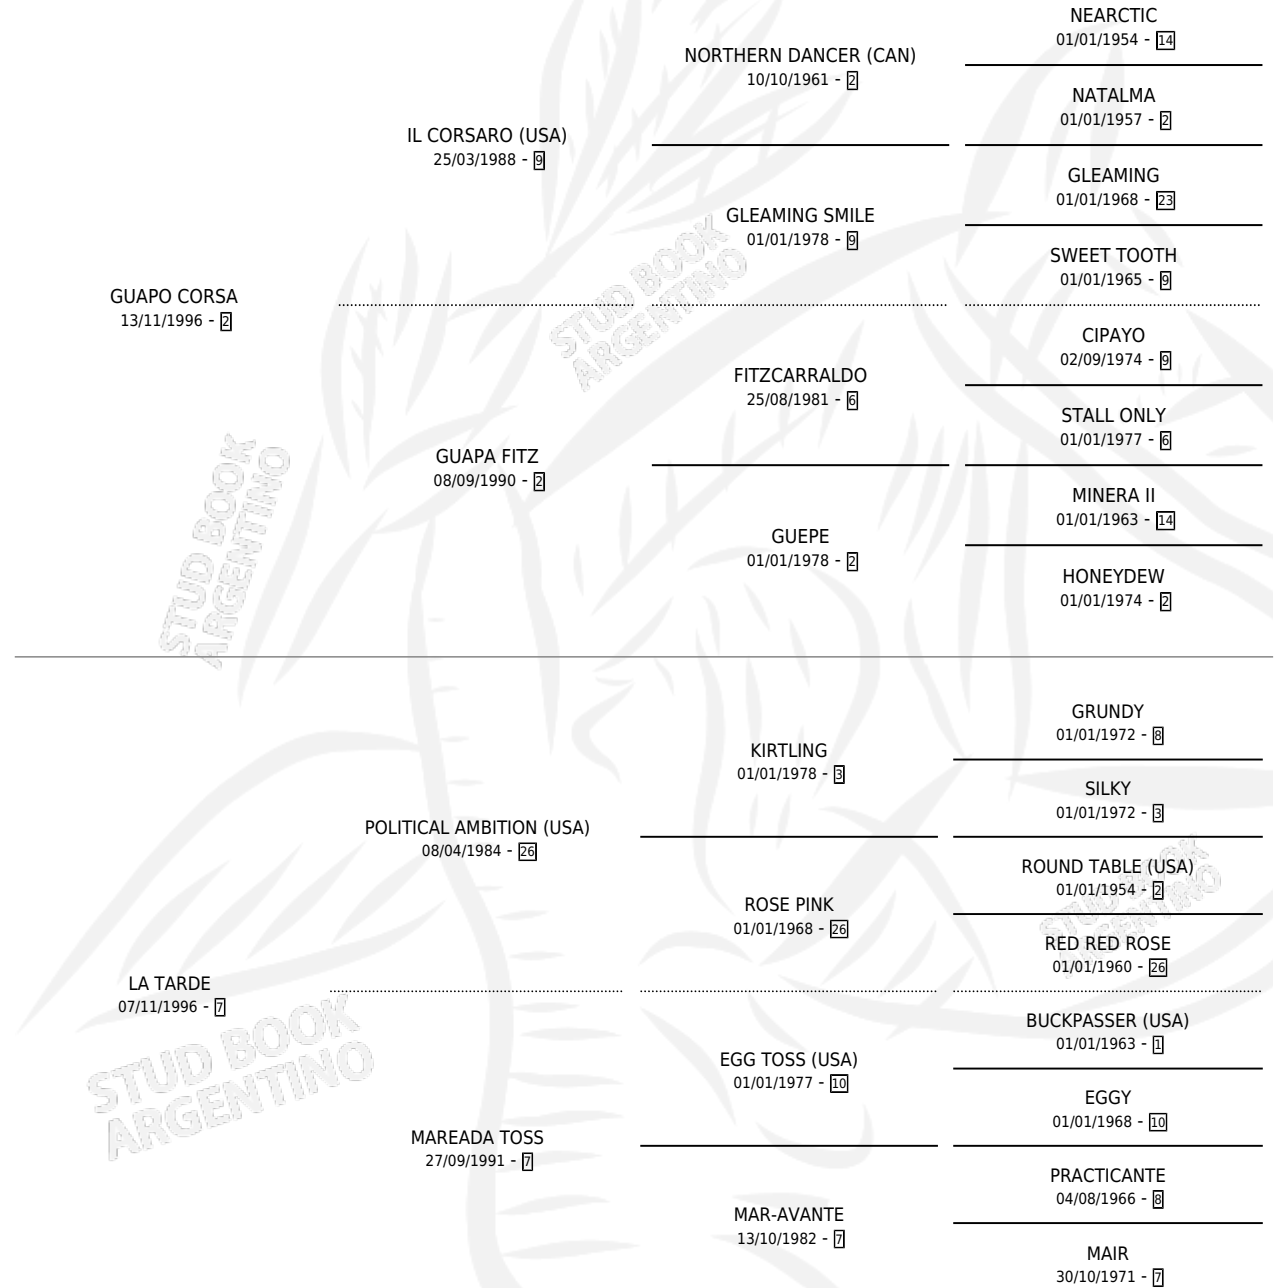 NEARCTIC
01/01/1954 - 14
NORTHERN DANCER (CAN)
10/10/1961 - 2
NATALMA
01/01/1957 - 2
IL CORSARO (USA)
25/03/1988 - 9
GLEAMING
01/01/1968 - 23
GLEAMING SMILE
01/01/1978 - 9
SWEET TOOTH
01/01/1965 - 9
GUAPO CORSA
13/11/1996 - 2
CIPAYO
02/09/1974 - 9
FITZCARRALDO
25/08/1981 - 6
STALL ONLY
01/01/1977 - 6
GUAPA FITZ
08/09/1990 - 2
MINERA II
01/01/1963 - 14
GUEPE
01/01/1978 - 2
HONEYDEW
01/01/1974 - 2
STUD BOOK
ARGENTINO
STUD BOOK
ARGENTINO
GRUNDY
01/01/1972 - 8
KIRTLING
01/01/1978 - 3
SILKY
01/01/1972 - 3
POLITICAL AMBITION (USA)
08/04/1984 - 26
ROUND TABLE (USA)
01/01/1954 - 2
ROSE PINK
01/01/1968 - 26
RED RED ROSE
01/01/1960 - 26
STUD BOOK
ARGENTINO
LA TARDE
07/11/1996 - 7
BUCKPASSER (USA)
01/01/1963 - 1
EGG TOSS (USA)
01/01/1977 - 10
EGGY
01/01/1968 - 10
MAREADA TOSS
27/09/1991 - 7
PRACTICANTE
04/08/1966 - 8
MAR-AVANTE
13/10/1982 - 7
MAIR
30/10/1971 - 7
STUD BOOK
ARGENTINO